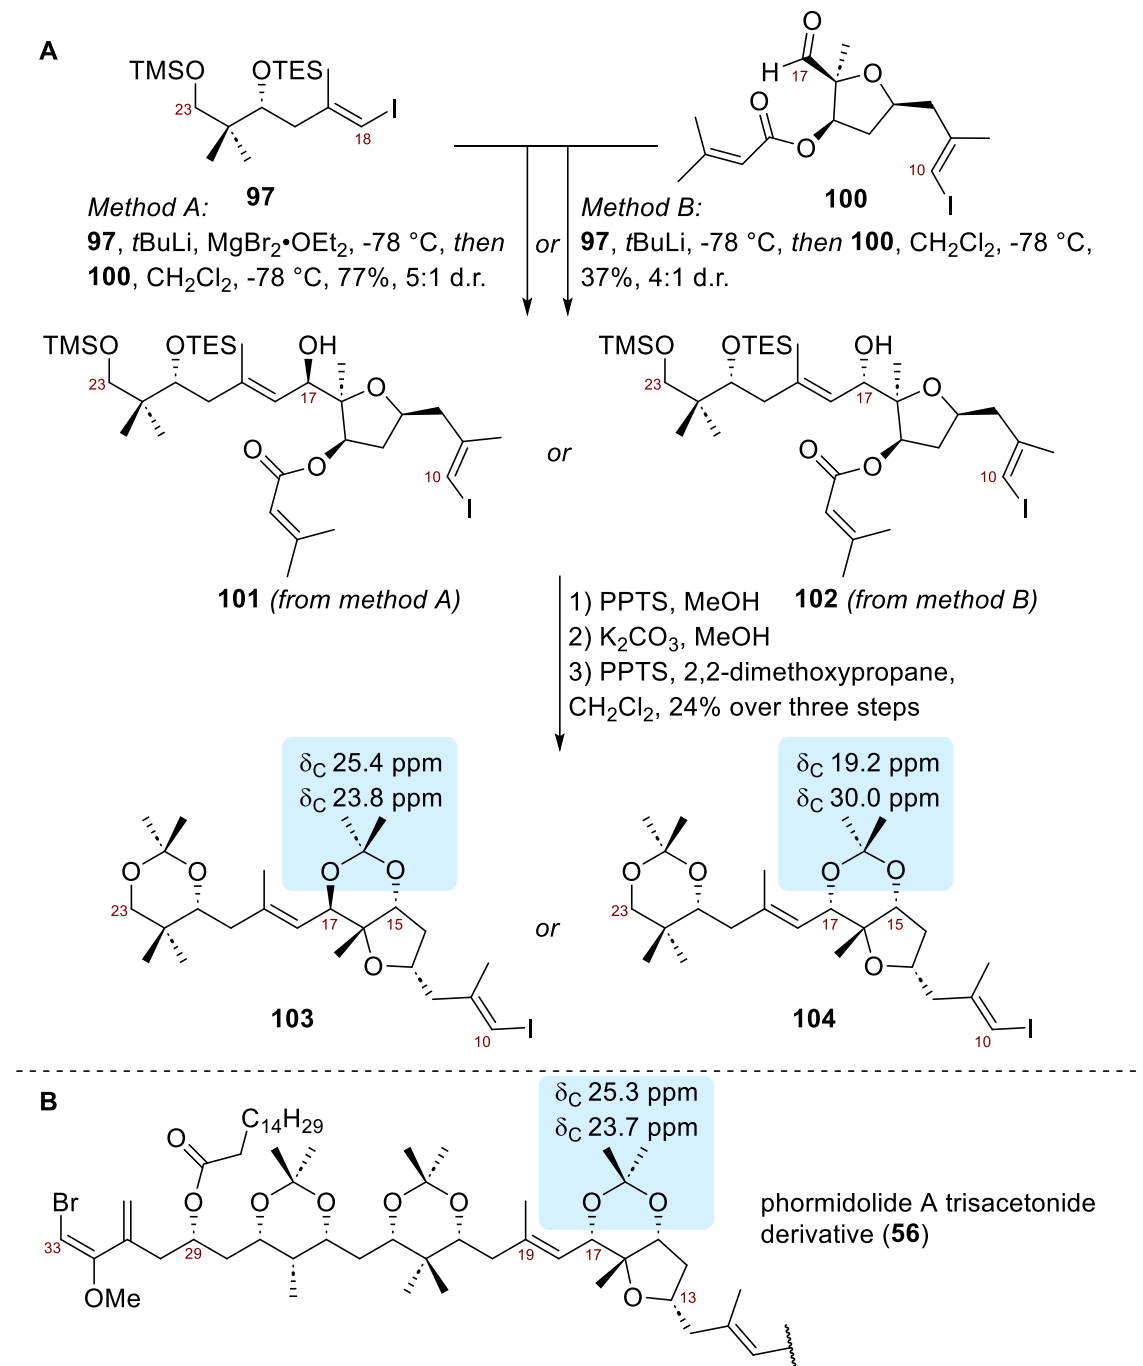 A
TMSO OTES I
23 18
97
O
H 17 O
O
O
10
I
100
Method A:
97, tBuLi, MgBr₂•OEt₂, -78 °C, then
100, CH₂Cl₂, -78 °C, 77%, 5:1 d.r.
or
Method B:
97, tBuLi, -78 °C, then 100, CH₂Cl₂, -78 °C,
37%, 4:1 d.r.
TMSO OTES OH
23 17 O
O O
10
I
101 (from method A)
or
TMSO OTES OH
23 17 O
O O
10
I
102 (from method B)
1) PPTS, MeOH
2) K₂CO₃, MeOH
3) PPTS, 2,2-dimethoxypropane,
CH₂Cl₂, 24% over three steps
δC 25.4 ppm
δC 23.8 ppm
O O O O
23 17 15
O
I
10
103
or
δC 19.2 ppm
δC 30.0 ppm
O O O O
23 17 15
O
I
10
104
B
δC 25.3 ppm
δC 23.7 ppm
C₁₄H₂₉
O
Br O O O O O O O
33 29 19 17
OMe O 13
phormidolide A trisacetonide
derivative (56)